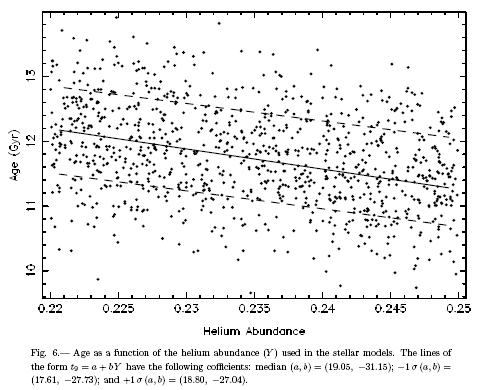 13
12
11
10
Age (Gyr)
0.22 0.225 0.23 0.235 0.24 0.245 0.25
Helium Abundance
Fig. 6.— Age as a function of the helium abundance (Y) used in the stellar models. The lines of
the form t₉ = a + bY have the following cofficients: median (a, b) = (19.05, −31.15); −1 σ (a, b) =
(17.61, −27.73); and +1 σ (a, b) = (18.80, −27.04).